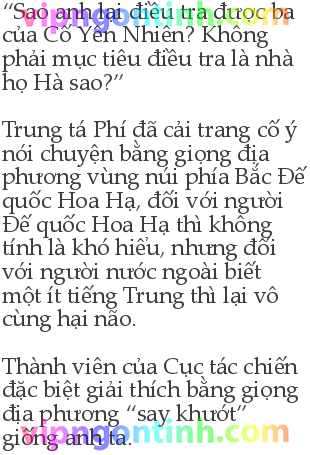 “Sao anh lại điều tra được ba
của Cố Yên Nhiên? Không
phải mục tiêu điều tra là nhà
họ Hà sao?”
Trung tá Phí đã cải trang cố ý
nói chuyện bằng giọng địa
phương vùng núi phía Bắc Đế
quốc Hoa Hạ, đối với người
Đế quốc Hoa Hạ thì không
tính là khó hiểu, nhưng đối
với người nước ngoài biết
một ít tiếng Trung thì lại vô
cùng hại não.
Thành viên của Cục tác chiến
đặc biệt giải thích bằng giọng
địa phương “say khướt”
giống anh ta.
vipngontinh.com
vipngontinh.com